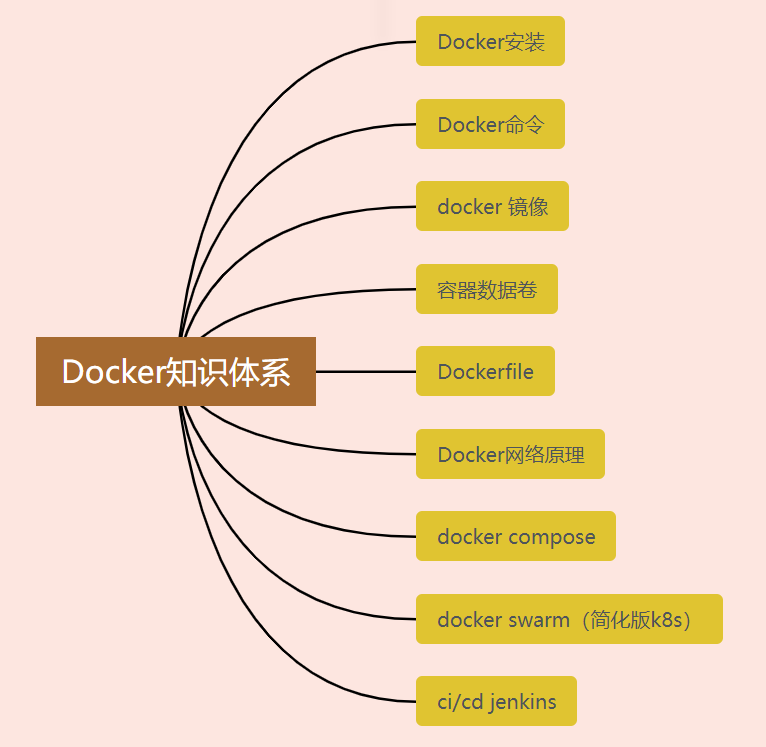 Docker安装
Docker命令
docker 镜像
容器数据卷
Docker知识体系
Dockerfile
Docker网络原理
docker compose
docker swarm（简化版k8s）
ci/cd jenkins